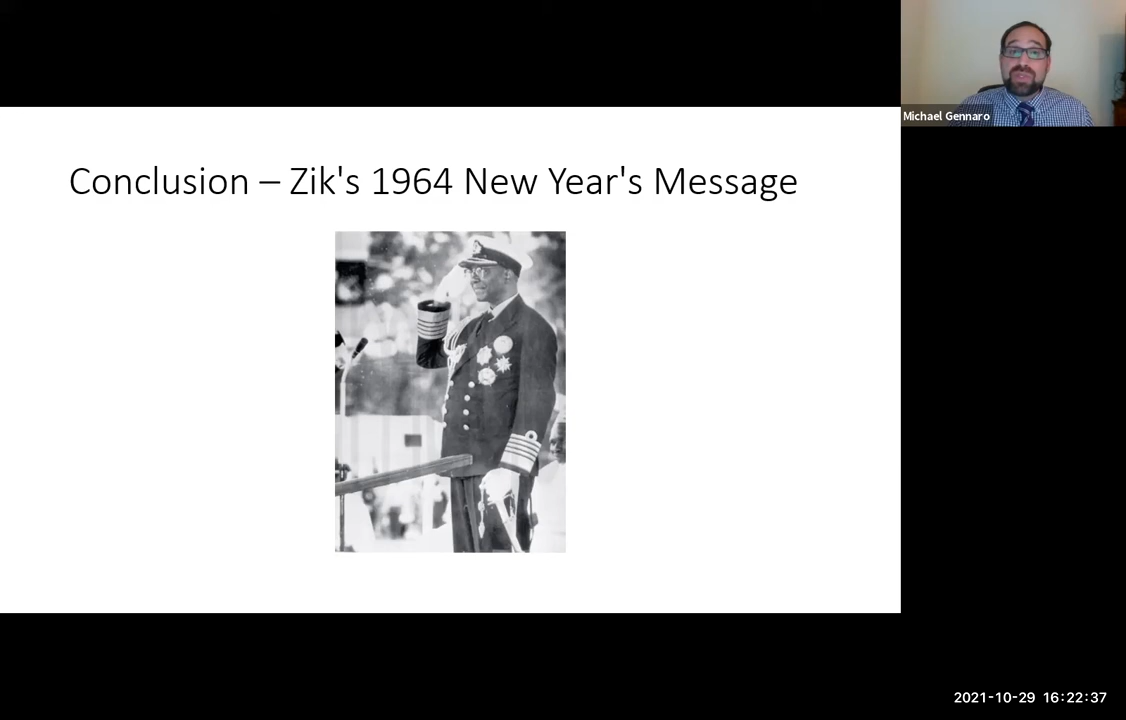 Michael Gennaro
Conclusion – Zik's 1964 New Year's Message
2021-10-29 16:22:37